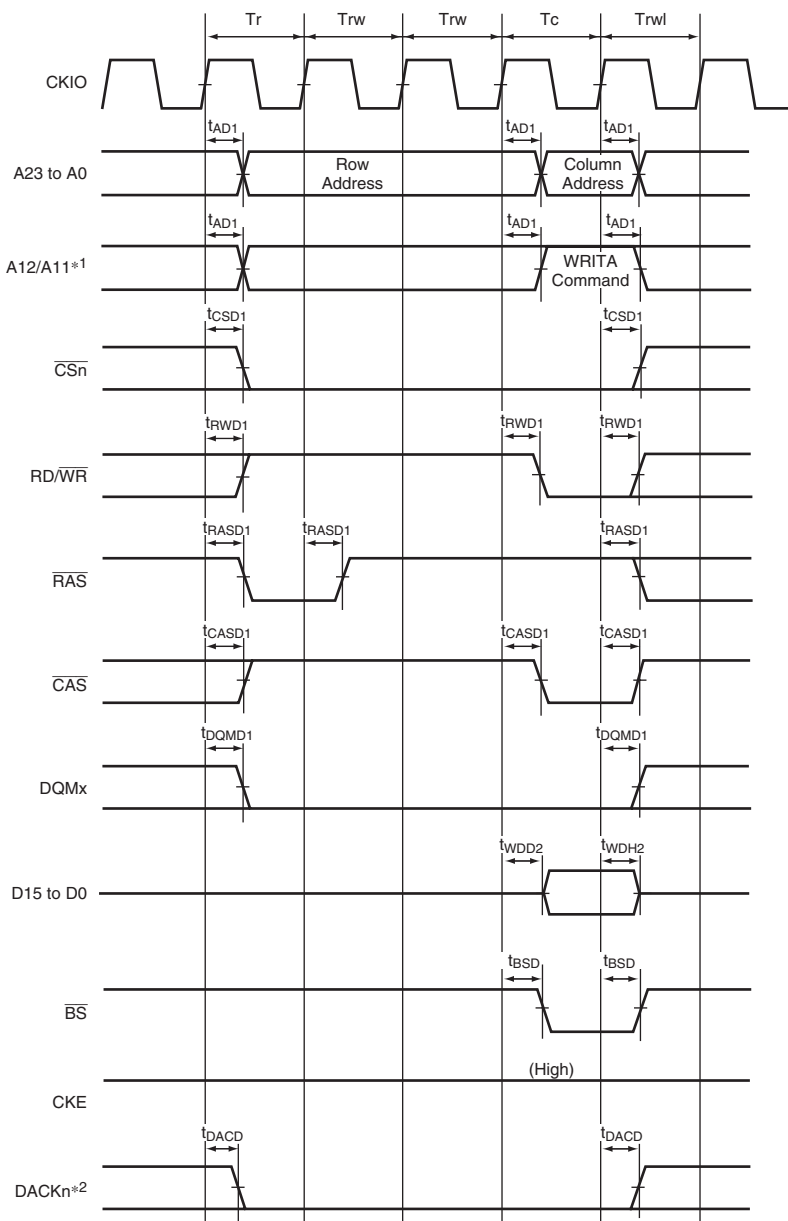 Tr Trw Trw Tc Trwl
CKIO
tAD1 tAD1 tAD1
A23 to A0
Row
Address
Column
Address
tAD1 tAD1 tAD1
A12/A11*1
WRITA
Command
tCSD1 tCSD1
CSn
tRWD1 tRWD1 tRWD1
RD/WR
tRASD1 tRASD1 tRASD1
RAS
tCASD1 tCASD1 tCASD1
CAS
tDQMD1 tDQMD1
DQMx
tWDD2 tWDH2
D15 to D0
tBSD tBSD
BS
(High)
CKE
tDACD tDACD
DACKn*2